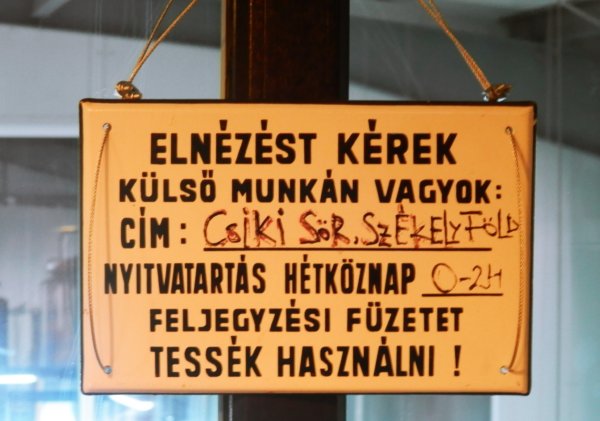 ELNÉZÉST KÉREK
KÜLSŐ MUNKÁN VAGYOK:
CÍM: CSíKi SöR, SZÉKELYFÖLD
NYITVATARTÁS HÉTKÖZNAP 0-24
FELJEGYZÉSI FÜZETET
TESSÉK HASZNÁLNI!